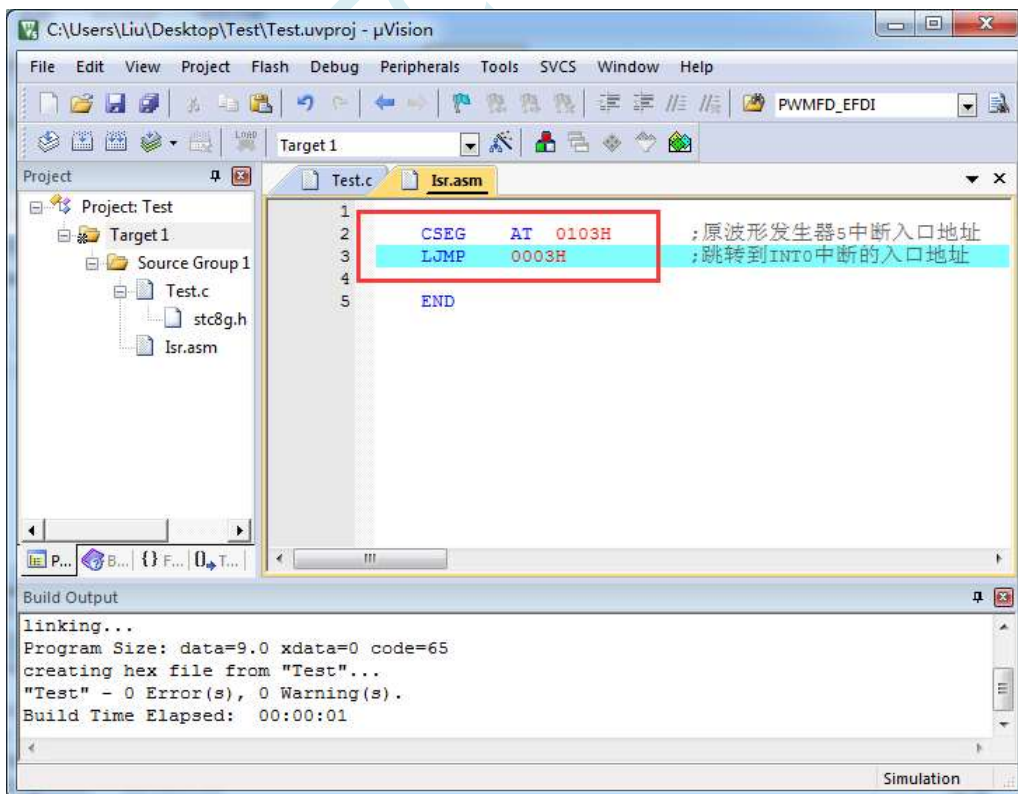 C:\Users\Liu\Desktop\Test\Test.uvproj - µVision
File Edit View Project Flash Debug Peripherals Tools SVCS Window Help
PWMFD_EFDI
LOAD
Target 1
Project
Test.c Isr.asm
Project: Test
Target 1
Source Group 1
Test.c
stc8g.h
Isr.asm
1
2 CSEG AT 0103H ;原波形发生器5中断入口地址
3 LJMP 0003H ;跳转到INT0中断的入口地址
4
5 END
P... B... {} F... 0 T...
Build Output
linking...
Program Size: data=9.0 xdata=0 code=65
creating hex file from "Test"...
"Test" - 0 Error(s), 0 Warning(s).
Build Time Elapsed: 00:00:01
Simulation